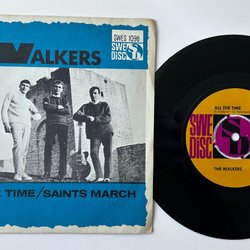 WALKERS
SWES 1098
SWE
DISC
TIME/SAINTS MARCH
ALL THE TIME
SWE
DISC
THE WALKERS